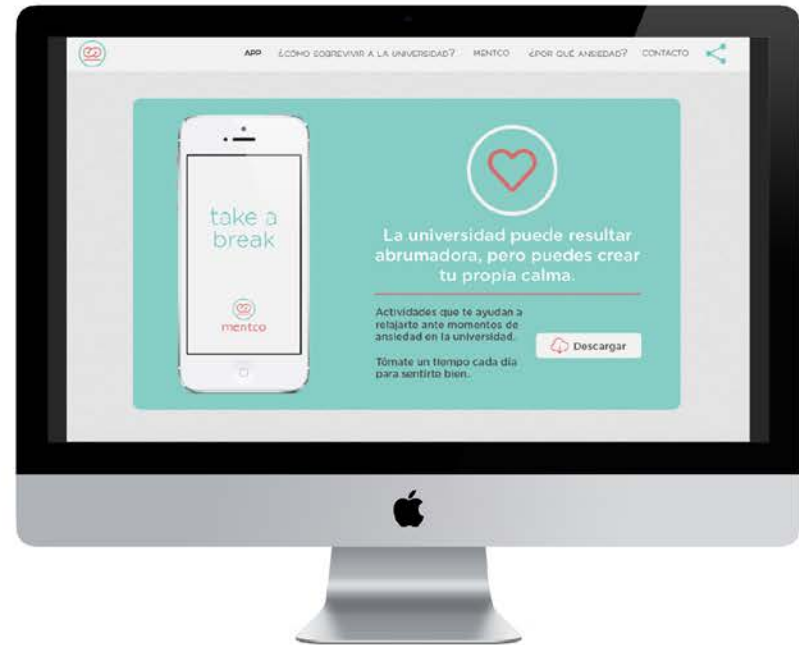 APP ¿CÓMO SOBREVIVIR A LA UNIVERSIDAD? MENTCO ¿POR QUÉ ANSIEDAD? CONTACTO
take a
break
mentco
La universidad puede resultar
abrumadora, pero puedes crear
tu propia calma.
Actividades que te ayudan a
relajarte ante momentos de
ansiedad en la universidad.
Tómate un tiempo cada día
para sentirte bien.
Descargar